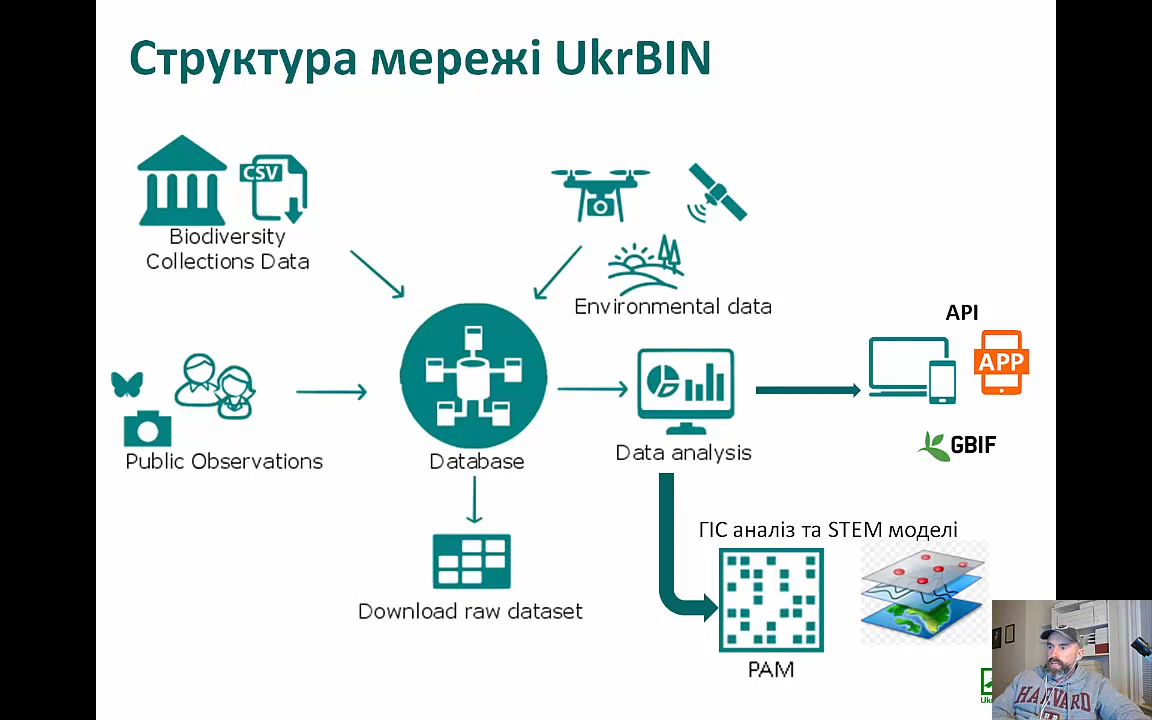 Структура мережі UkrBIN
CSV
Biodiversity
Collections Data
Environmental data
API
APP
GBIF
Public Observations
Database
Data analysis
ГІС аналіз та STEM моделі
Download raw dataset
PAM
HARVARD